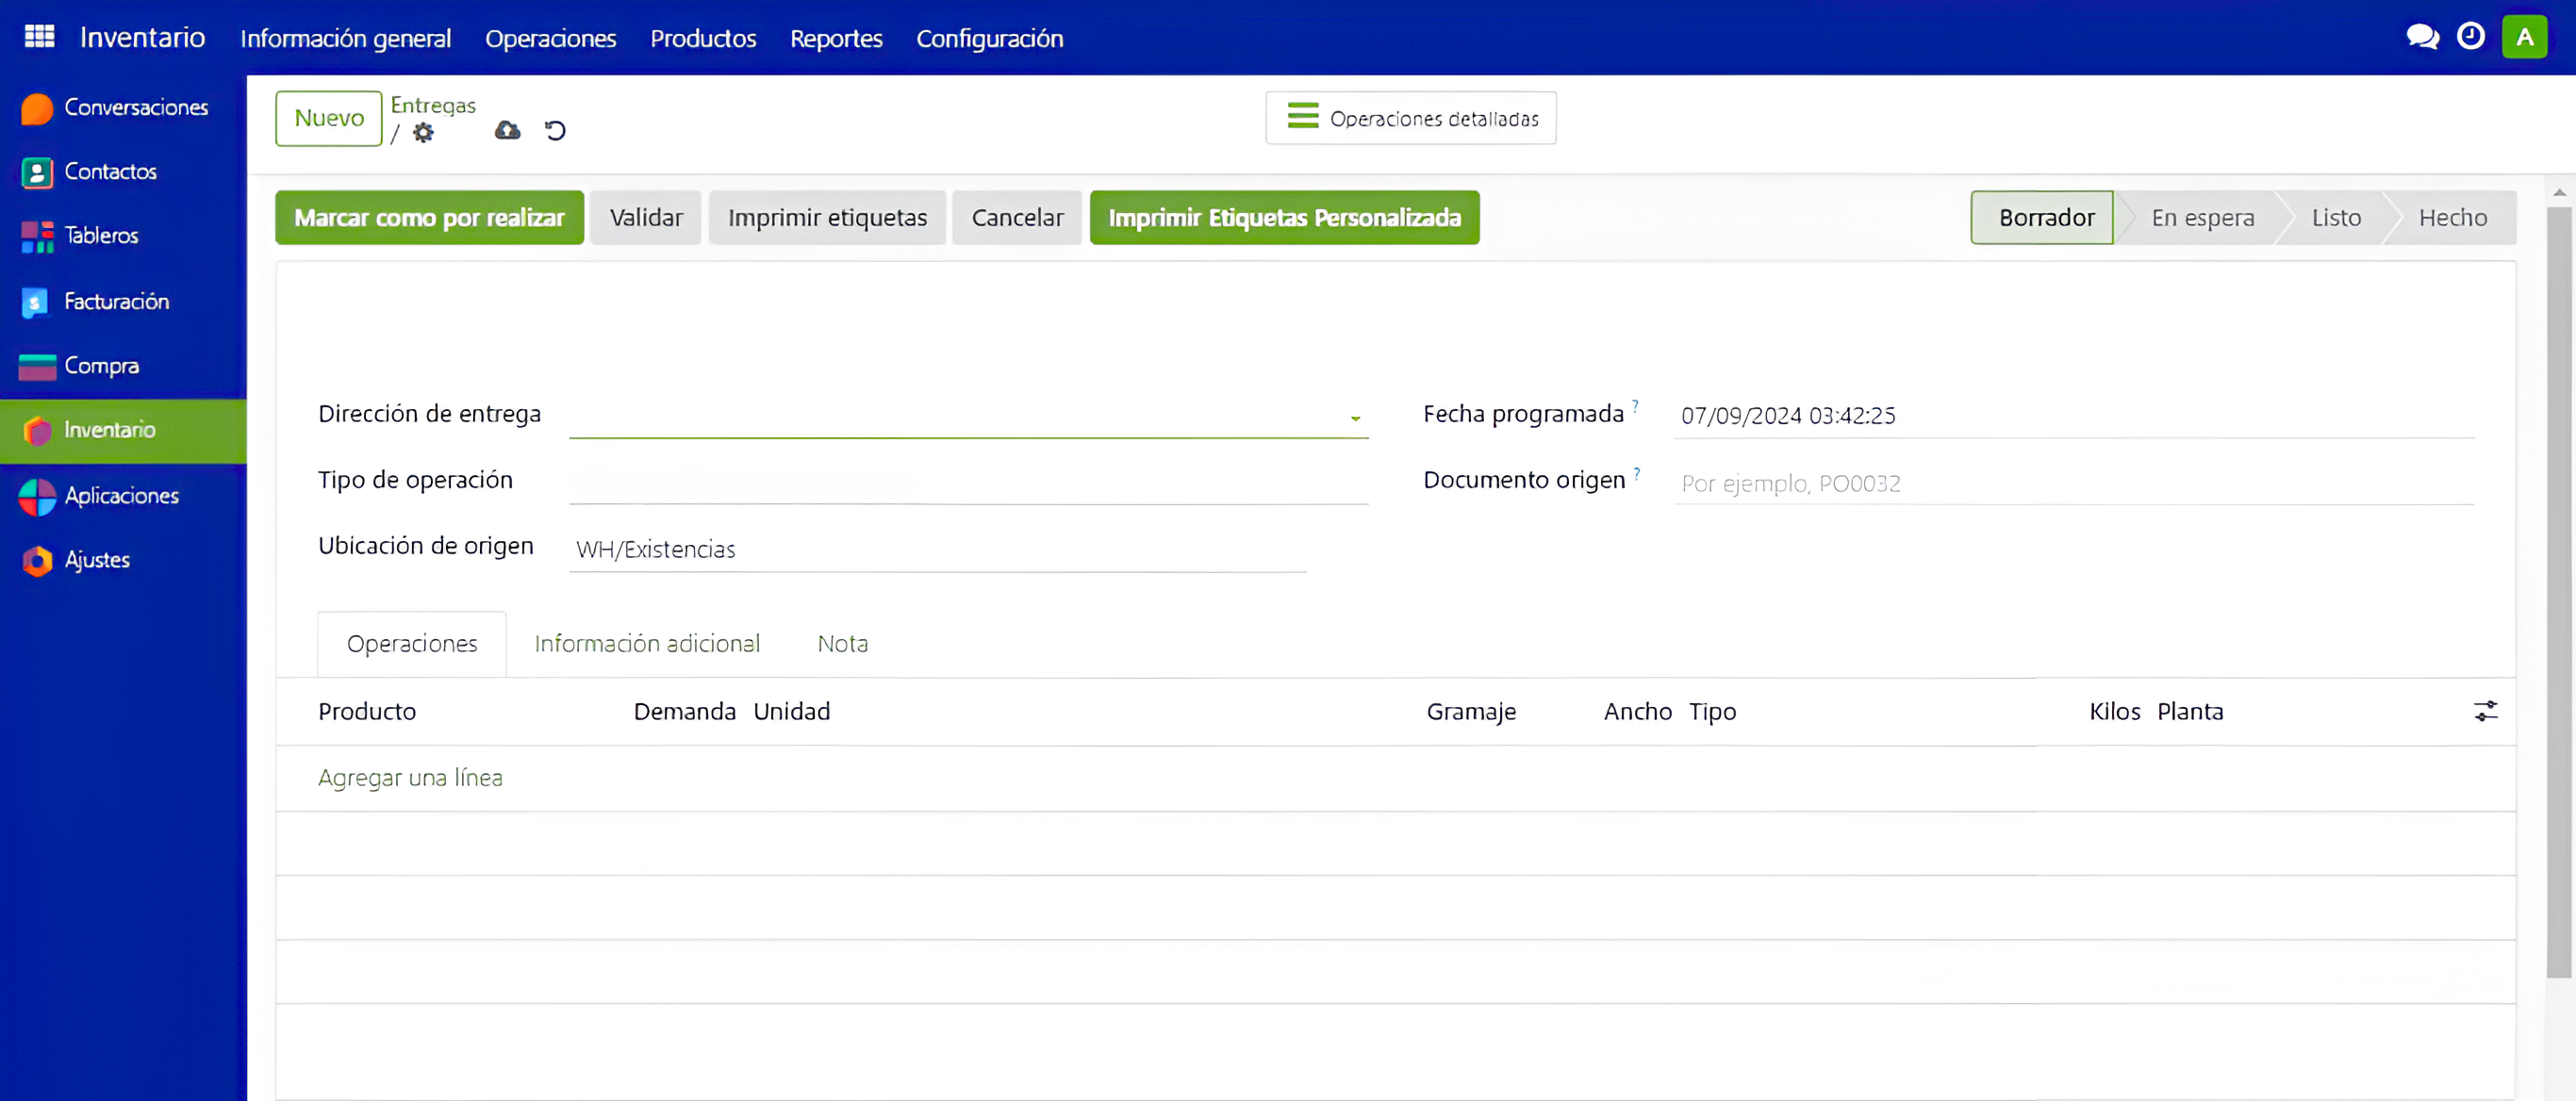 Inventario Información general Operaciones Productos Reportes Configuración A
Conversaciones
Contactos
Tableros
Facturación
Compra
Inventario
Aplicaciones
Ajustes
Nuevo Entregas / Operaciones detalladas
Marcar como por realizar Validar Imprimir etiquetas Cancelar Imprimir Etiquetas Personalizada Borrador En espera Listo Hecho
Dirección de entrega Fecha programada ? 07/09/2024 03:42:25
Tipo de operación Documento origen ? Por ejemplo, PO0032
Ubicación de origen WH/Existencias
Operaciones Información adicional Nota
Producto Demanda Unidad Gramaje Ancho Tipo Kilos Planta
Agregar una línea